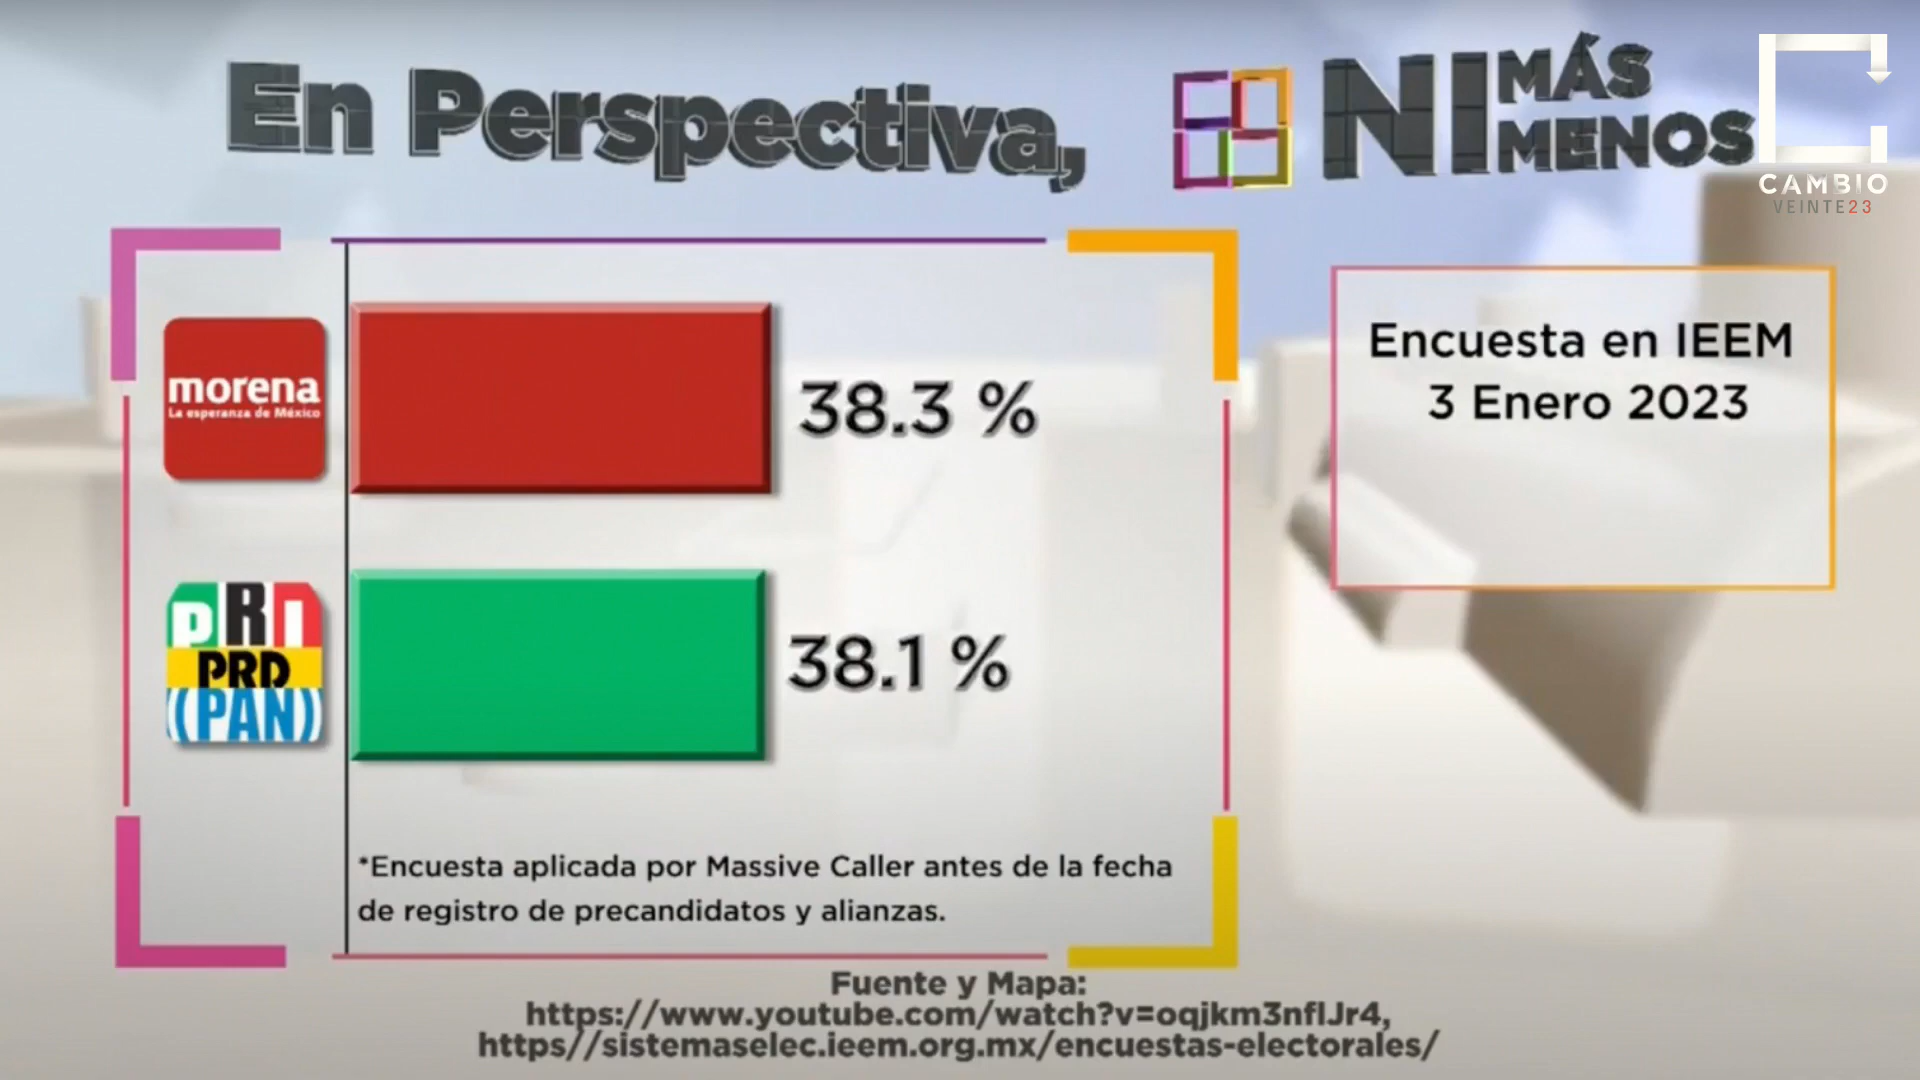 En Perspectiva,
NI MÁS
MENOS
CAMBIO
VEINTE23
morena
La esperanza de México
38.3 %
Encuesta en IEEM
3 Enero 2023
PRI
PRD
(PAN)
38.1 %
*Encuesta aplicada por Massive Caller antes de la fecha
de registro de precandidatos y alianzas.
Fuente y Mapa:
https://www.youtube.com/watch?v=oqjkm3nflJr4,
https//sistemaselec.ieem.org.mx/encuestas-electorales/